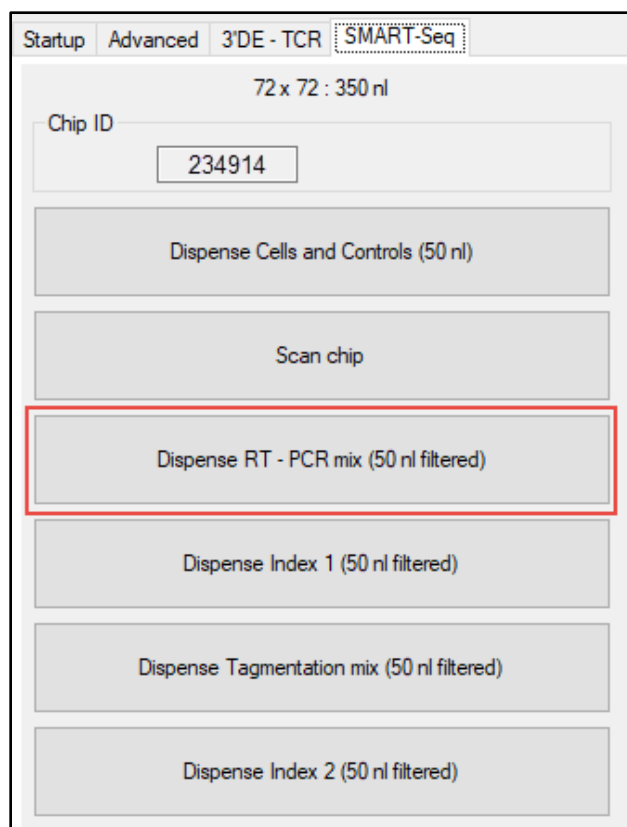 Startup Advanced 3'DE - TCR SMART-Seq
72 x 72 : 350 nl
Chip ID
234914
Dispense Cells and Controls (50 nl)
Scan chip
Dispense RT - PCR mix (50 nl filtered)
Dispense Index 1 (50 nl filtered)
Dispense Tagmentation mix (50 nl filtered)
Dispense Index 2 (50 nl filtered)